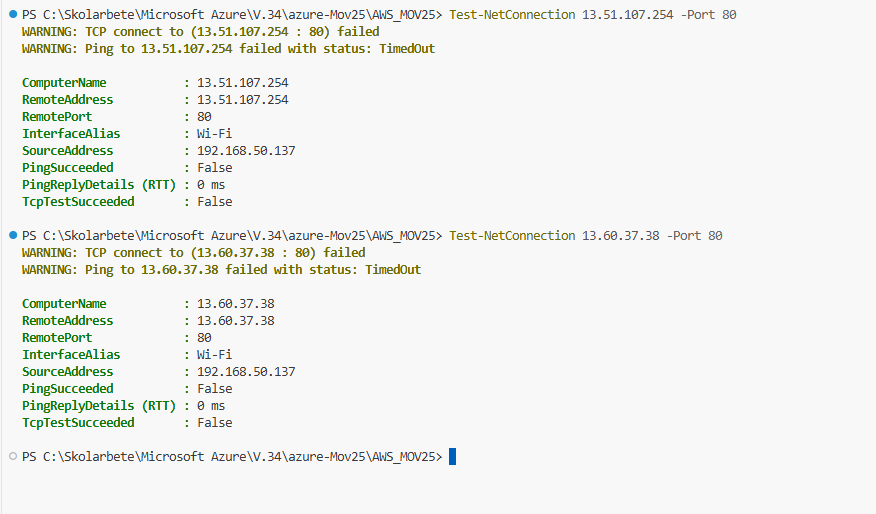 PS C:\Skolarbete\Microsoft Azure\V.34\azure-Mov25\AWS_MOV25> Test-NetConnection 13.51.107.254 -Port 80
WARNING: TCP connect to (13.51.107.254 : 80) failed
WARNING: Ping to 13.51.107.254 failed with status: TimedOut
ComputerName           : 13.51.107.254
RemoteAddress          : 13.51.107.254
RemotePort             : 80
InterfaceAlias         : Wi-Fi
SourceAddress          : 192.168.50.137
PingSucceeded          : False
PingReplyDetails (RTT) : 0 ms
TcpTestSucceeded       : False
PS C:\Skolarbete\Microsoft Azure\V.34\azure-Mov25\AWS_MOV25> Test-NetConnection 13.60.37.38 -Port 80
WARNING: TCP connect to (13.60.37.38 : 80) failed
WARNING: Ping to 13.60.37.38 failed with status: TimedOut
ComputerName           : 13.60.37.38
RemoteAddress          : 13.60.37.38
RemotePort             : 80
InterfaceAlias         : Wi-Fi
SourceAddress          : 192.168.50.137
PingSucceeded          : False
PingReplyDetails (RTT) : 0 ms
TcpTestSucceeded       : False
PS C:\Skolarbete\Microsoft Azure\V.34\azure-Mov25\AWS_MOV25>